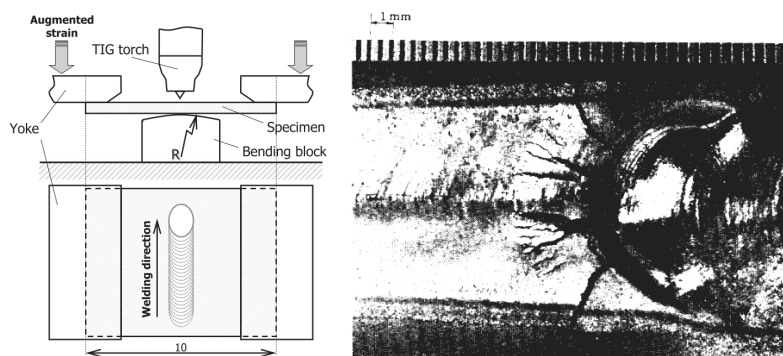 Augmented
strain
TIG torch
Yoke
Specimen
Bending block
R
Welding direction
10
1 mm